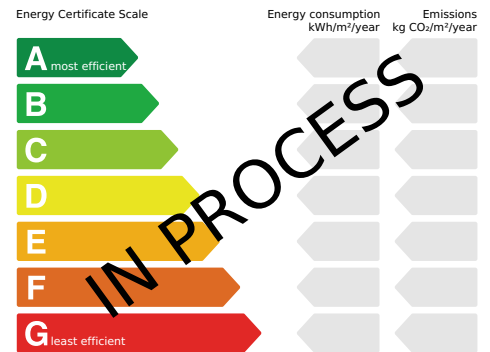 Energy Certificate Scale
Energy consumption
kWh/m²/year
Emissions
kg CO₂/m²/year
A most efficient
B
C
D
E
F
G least efficient
IN PROCESS